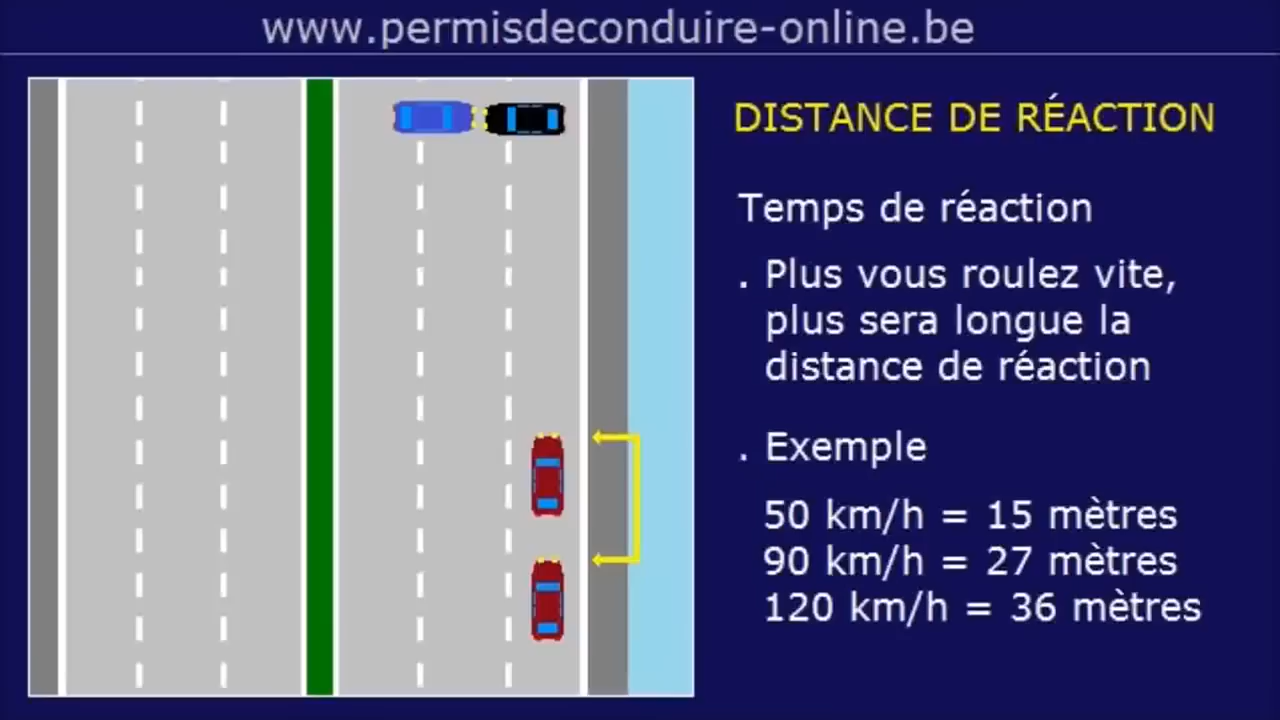 www.permisdeconduire-online.be
DISTANCE DE RÉACTION
Temps de réaction
. Plus vous roulez vite,
plus sera longue la
distance de réaction
. Exemple
50 km/h = 15 mètres
90 km/h = 27 mètres
120 km/h = 36 mètres